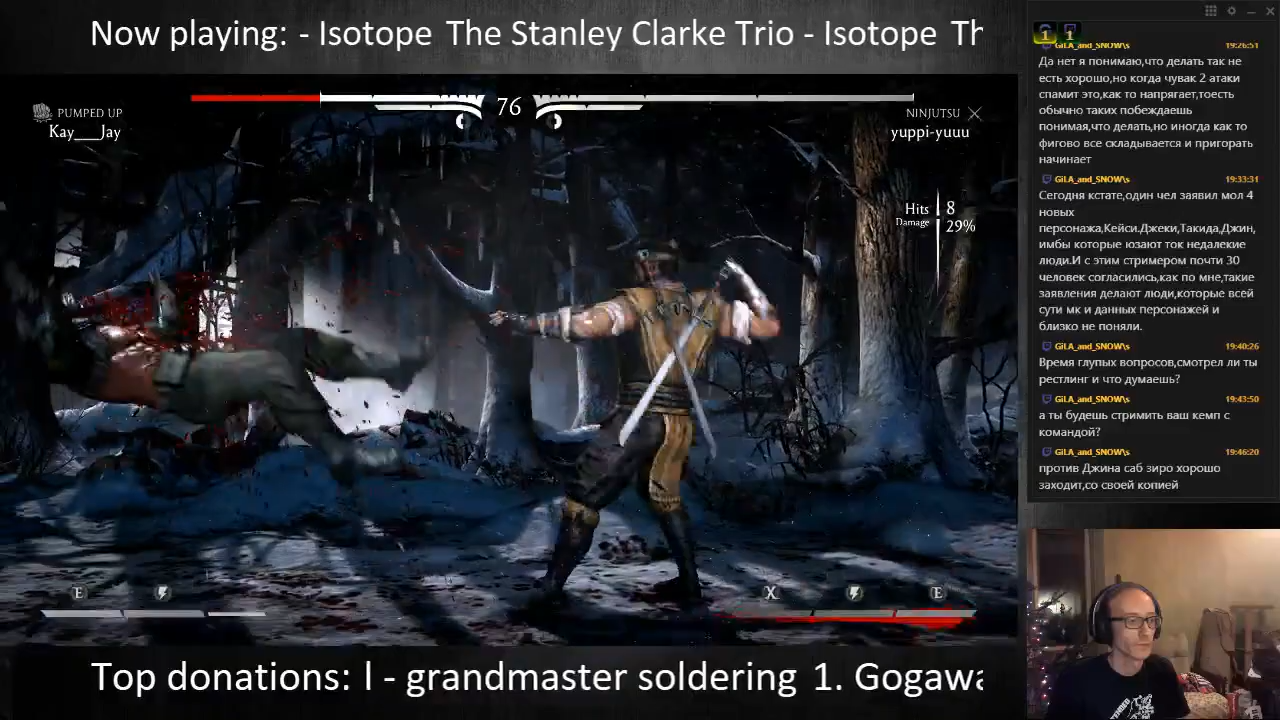 Now playing: - Isotope The Stanley Clarke Trio - Isotope Th
PUMPED UP
Kay___Jay
76
NINJUTSU
yuppi-yuuu
Hits 8
Damage 29%
E
X
E
Top donations: l - grandmaster soldering 1. Gogawa
1 1
GiLA_and_SNOW\s 19:26:51
Да нет я понимаю,что делать так не
есть хорошо,но когда чувак 2 атаки
спамит это,как то напрягает,тоесть
обычно таких побеждаешь
понимая,что делать,но иногда как то
фигово все складывается и пригорать
начинает
GiLA_and_SNOW\s 19:33:31
Сегодня кстате,один чел заявил мол 4
новых
персонажа,Кейси.Джеки,Такида,Джин,
имбы которые юзают ток недалекие
люди.И с этим стримером почти 30
человек согласились,как по мне,такие
заявления делают люди,которые всей
сути мк и данных персонажей и
близко не поняли.
GiLA_and_SNOW\s 19:40:26
Время глупых вопросов,смотрел ли ты
рестлинг и что думаешь?
GiLA_and_SNOW\s 19:43:50
а ты будешь стримить ваш кемп с
командой?
GiLA_and_SNOW\s 19:46:20
против Джина саб зиро хорошо
заходит,со своей копией